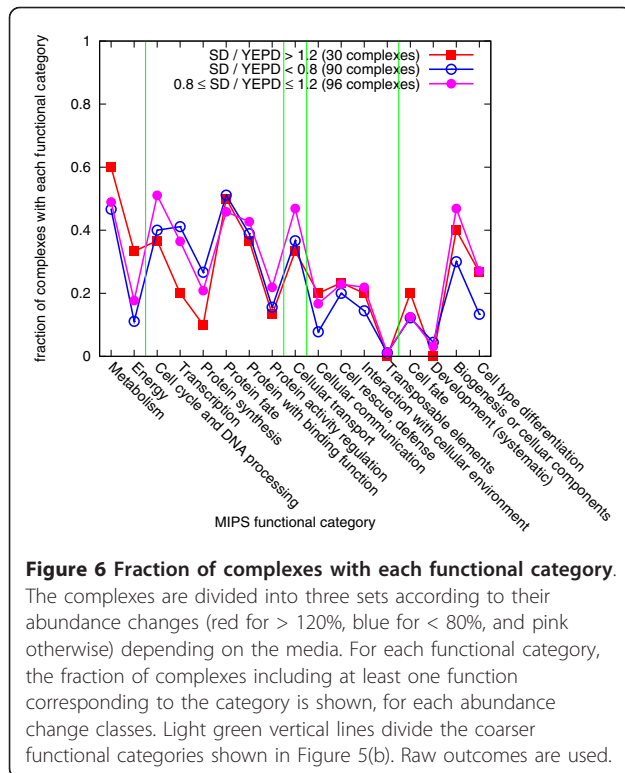 1
0.8
0.6
0.4
0.2
0
fraction of complexes with each functional category
SD / YEPD > 1.2 (30 complexes)
SD / YEPD < 0.8 (90 complexes)
0.8 ≤ SD / YEPD ≤ 1.2 (96 complexes)
Metabolism
Energy
Cell cycle and DNA processing
Transcription
Protein synthesis
Protein fate
Protein with binding function
Protein activity regulation
Cellular transport
Cellular communication
Cell rescue, defense
Interaction with cellular environment
Transposable elements
Cell fate
Development (systematic)
Biogenesis or cellular components
Cell type differentiation
MIPS functional category
Figure 6 Fraction of complexes with each functional category.
The complexes are divided into three sets according to their
abundance changes (red for > 120%, blue for < 80%, and pink
otherwise) depending on the media. For each functional category,
the fraction of complexes including at least one function
corresponding to the category is shown, for each abundance
change classes. Light green vertical lines divide the coarser
functional categories shown in Figure 5(b). Raw outcomes are used.